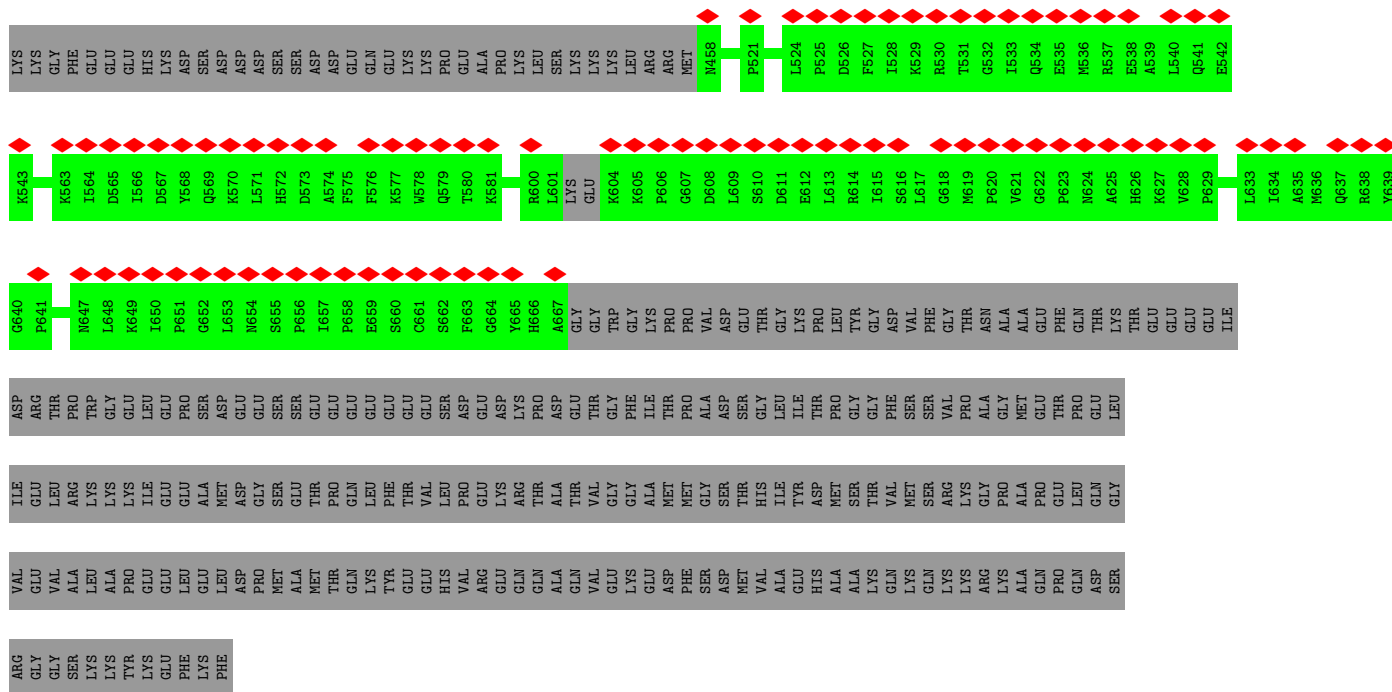 LYS LYS GLY PHE GLU GLU GLU HIS LYS ASP SER ASP ASP ASP SER SER ASP ASP GLU GLN GLU LYS LYS PRO GLU ALA PRO LYS LEU SER LYS LYS LYS LEU ARG ARG MET N458 P521 L524 P525 D526 F527 I528 K529 R530 T531 G532 I533 Q534 E535 M536 R537 E538 A539 L540 Q541 E542
K543 K563 I564 D565 I566 D567 Y568 Q569 K570 L571 H572 D573 A574 F575 F576 K577 W578 Q579 T580 K581 R600 L601 LYS GLU K604 K605 P606 G607 D608 L609 S610 D611 E612 L613 R614 I615 S616 L617 G618 M619 P620 V621 G622 P623 N624 A625 H626 K627 V628 P629 L633 I634 A635 M636 Q637 R638 Y639
G640 P641 N647 L648 K649 I650 P651 G652 L653 N654 S655 P656 I657 P658 E659 S660 C661 S662 F663 G664 Y665 H666 A667 GLY GLY TRP GLY LYS PRO PRO VAL ASP GLU THR GLY LYS PRO LEU TYR GLY ASP VAL PHE GLY THR ASN ALA ALA GLU PHE GLN THR LYS THR GLU GLU GLU GLU ILE
ASP ARG THR PRO TRP GLY GLU LEU GLU PRO SER ASP GLU GLU SER SER GLU GLU GLU GLU GLU GLU SER ASP GLU ASP LYS PRO ASP GLU THR GLY PHE ILE THR PRO ALA ASP SER GLY LEU ILE THR PRO GLY GLY PHE SER SER VAL PRO ALA GLY MET GLU THR PRO GLU LEU
ILE GLU LEU ARG LYS LYS LYS ILE GLU GLU ALA MET ASP GLY SER GLU THR PRO GLN LEU PHE THR VAL LEU PRO GLU LYS ARG THR ALA THR VAL GLY GLY ALA MET MET GLY SER THR HIS ILE TYR ASP MET SER THR VAL MET SER ARG LYS GLY PRO ALA PRO GLU LEU GLN GLY
VAL GLU VAL ALA LEU ALA PRO GLU GLU LEU GLU LEU ASP PRO MET ALA MET THR GLN LYS TYR GLU GLU HIS VAL ARG GLU GLN GLN ALA GLN VAL GLU LYS GLU ASP PHE SER ASP MET VAL ALA GLU HIS ALA ALA LYS GLN LYS GLN LYS LYS ARG LYS ALA GLN PRO GLN ASP SER
ARG GLY GLY SER LYS LYS TYR LYS GLU PHE LYS PHE